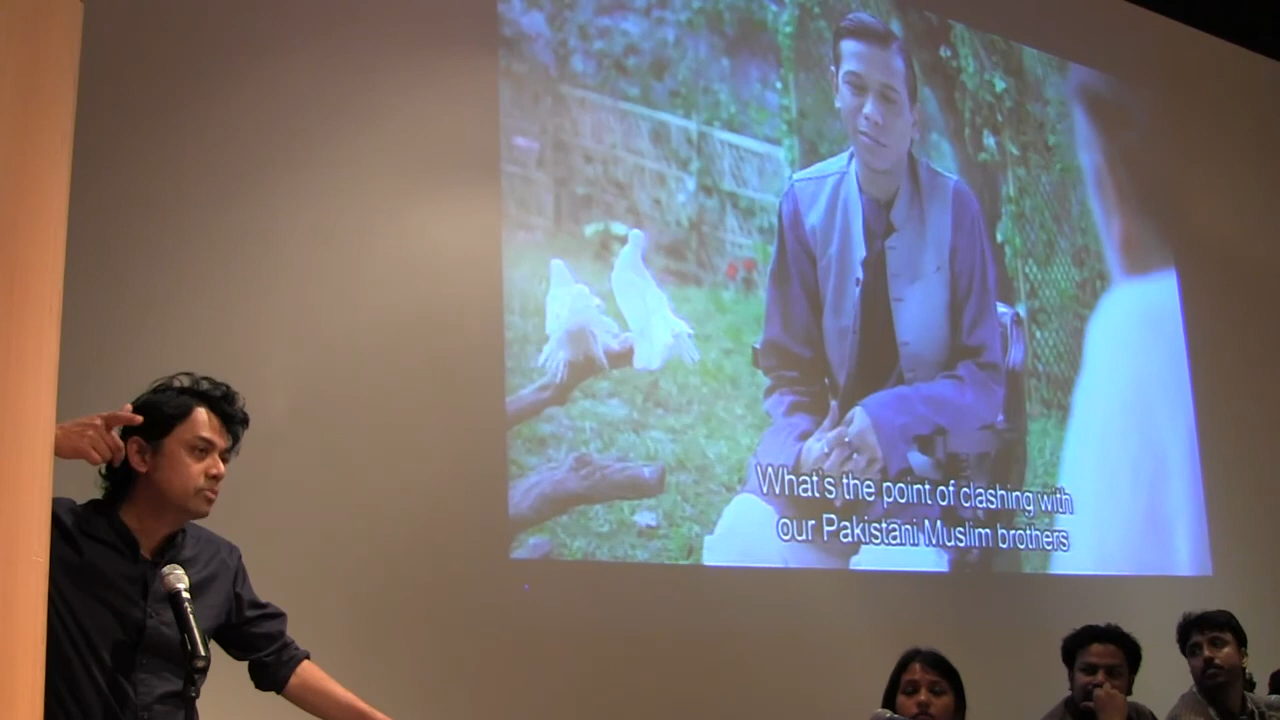 What's the point of clashing with
our Pakistani Muslim brothers